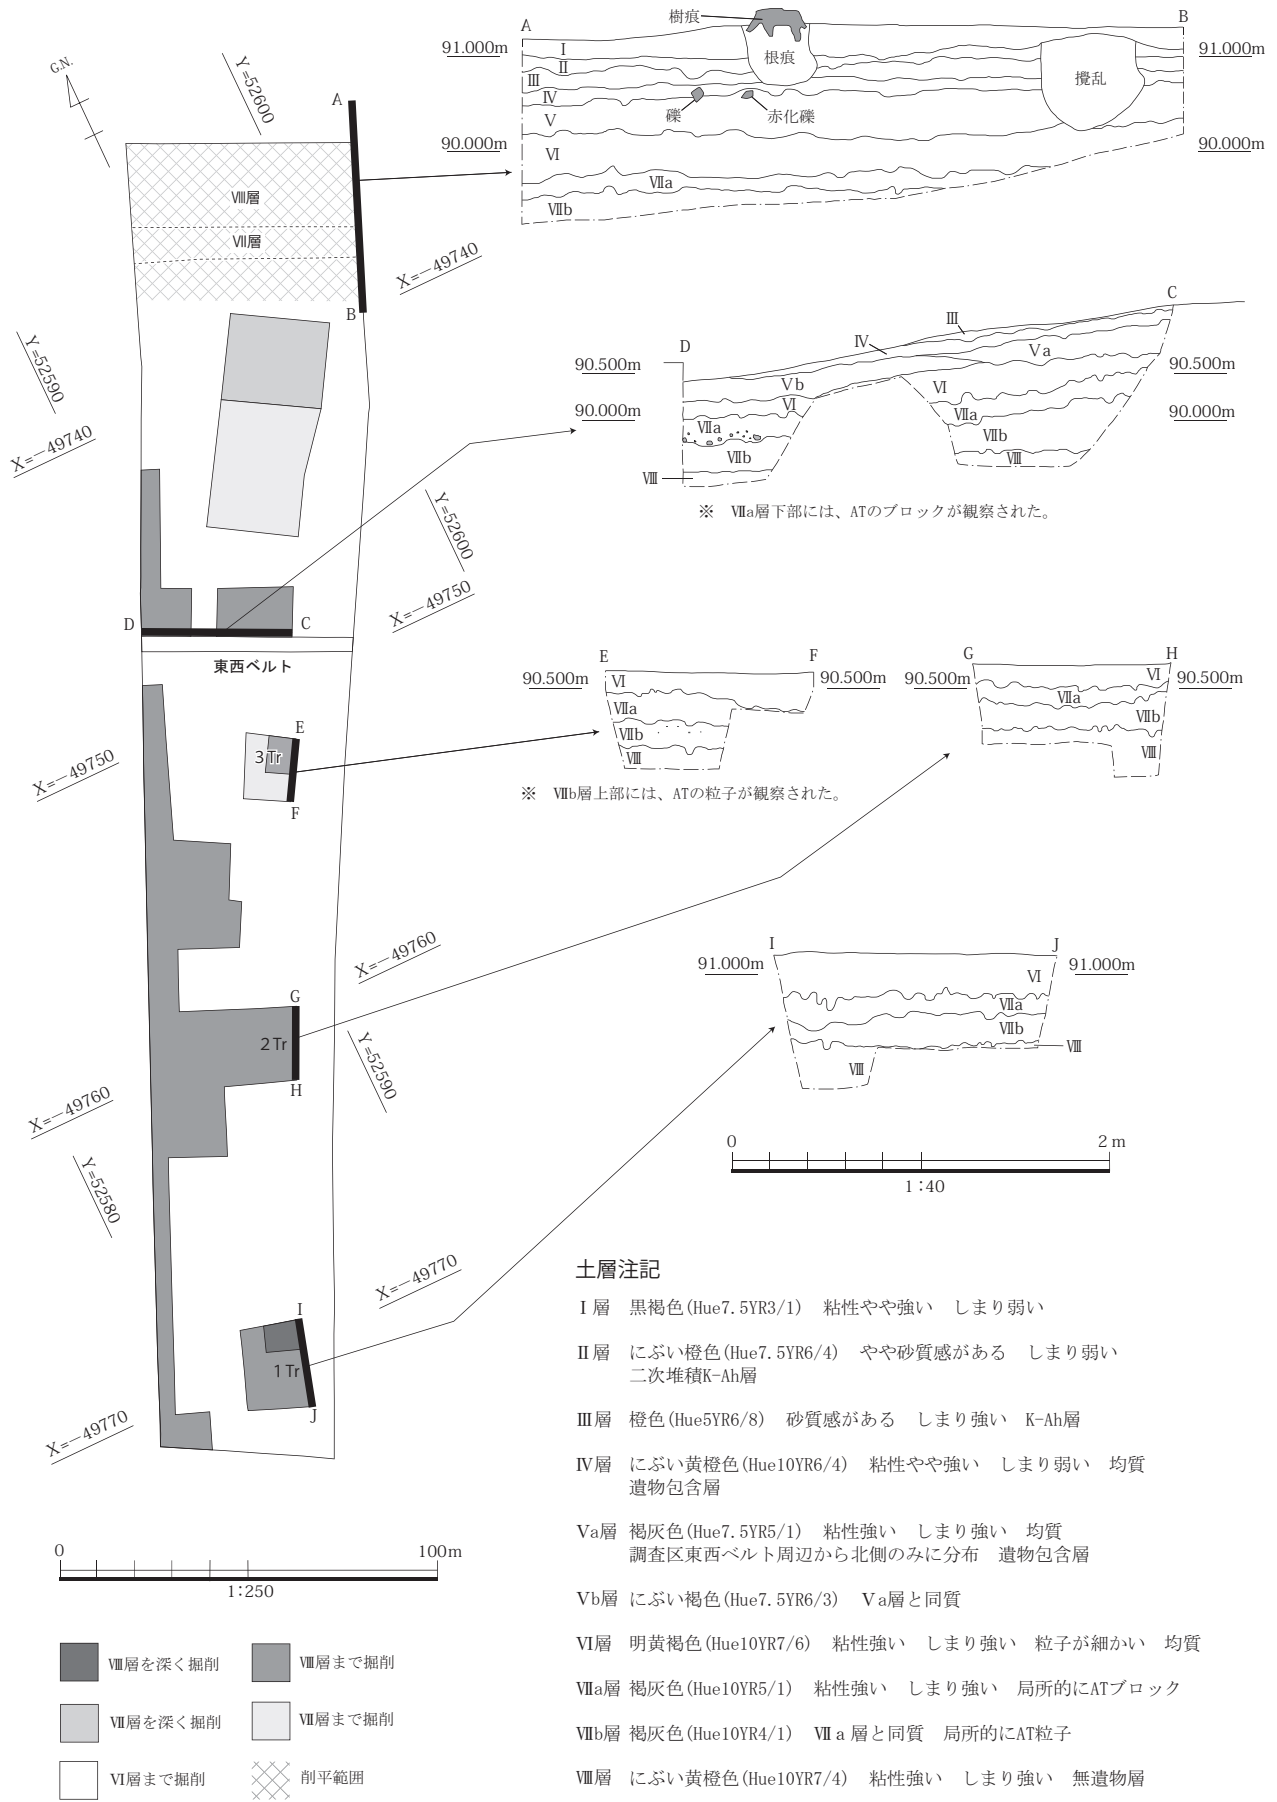 G.N.
Y=52600
A
Ⅷ層
Ⅶ層
B
X=－49740
Y=52590
X=－49740
Y=52600
X=－49750
D
C
東西ベルト
E
3Tr
F
X=－49750
X=－49760
G
2Tr
H
Y=52590
X=－49760
Y=52580
X=－49770
I
1Tr
J
X=－49770
A
樹痕
B
91.000m
Ⅰ
根痕
攪乱
91.000m
Ⅱ
Ⅲ
Ⅳ
礫
赤化礫
Ⅴ
90.000m
Ⅵ
90.000m
Ⅶa
Ⅶb
C
Ⅲ
D
Ⅳ
Ⅴa
90.500m
90.500m
Ⅴb
Ⅵ
Ⅵ
90.000m
90.000m
Ⅶa
Ⅶa
Ⅶb
Ⅶb
Ⅷ
Ⅷ
※　Ⅶa層下部には、ATのブロックが観察された。
E
F
90.500m
Ⅵ
90.500m
Ⅶa
Ⅶb
Ⅷ
※　Ⅶb層上部には、ATの粒子が観察された。
G
H
90.500m
Ⅵ
90.500m
Ⅶa
Ⅶb
Ⅷ
I
J
91.000m
Ⅵ
91.000m
Ⅶa
Ⅶb
Ⅷ
Ⅷ
0
2 m
1：40
土層注記
Ⅰ層　黒褐色(Hue7.5YR3/1)　粘性やや強い　しまり弱い
Ⅱ層　にぶい橙色(Hue7.5YR6/4)　やや砂質感がある　しまり弱い
二次堆積K-Ah層
Ⅲ層　橙色(Hue5YR6/8)　砂質感がある　しまり強い　K-Ah層
Ⅳ層　にぶい黄橙色(Hue10YR6/4)　粘性やや強い　しまり弱い　均質
遺物包含層
Ⅴa層　褐灰色(Hue7.5YR5/1)　粘性強い　しまり強い　均質
調査区東西ベルト周辺から北側のみに分布　遺物包含層
Ⅴb層　にぶい褐色(Hue7.5YR6/3)　Ⅴa層と同質
Ⅵ層　明黄褐色(Hue10YR7/6)　粘性強い　しまり強い　粒子が細かい　均質
Ⅶa層　褐灰色(Hue10YR5/1)　粘性強い　しまり強い　局所的にATブロック
Ⅶb層　褐灰色(Hue10YR4/1)　Ⅶa層と同質　局所的にAT粒子
Ⅷ層　にぶい黄橙色(Hue10YR7/4)　粘性強い　しまり強い　無遺物層
0
100m
1：250
Ⅷ層を深く掘削
Ⅷ層まで掘削
Ⅶ層を深く掘削
Ⅶ層まで掘削
Ⅵ層まで掘削
削平範囲